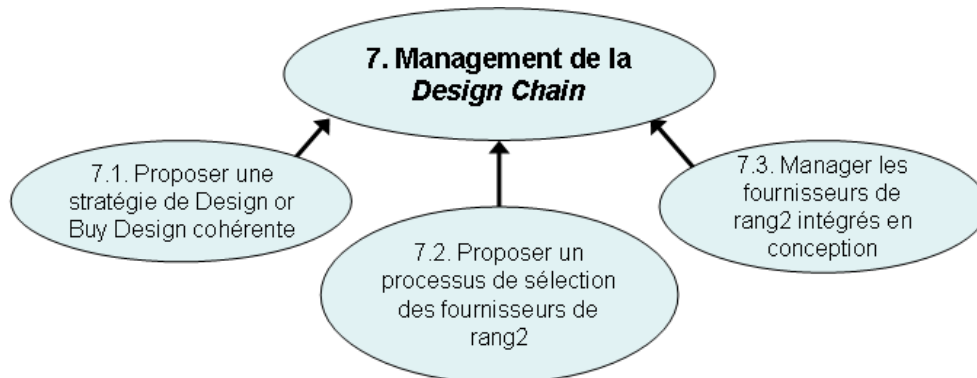 7. Management de la
Design Chain
7.1. Proposer une
stratégie de Design or
Buy Design cohérente
7.2. Proposer un
processus de sélection
des fournisseurs de
rang2
7.3. Manager les
fournisseurs de
rang2 intégrés en
conception